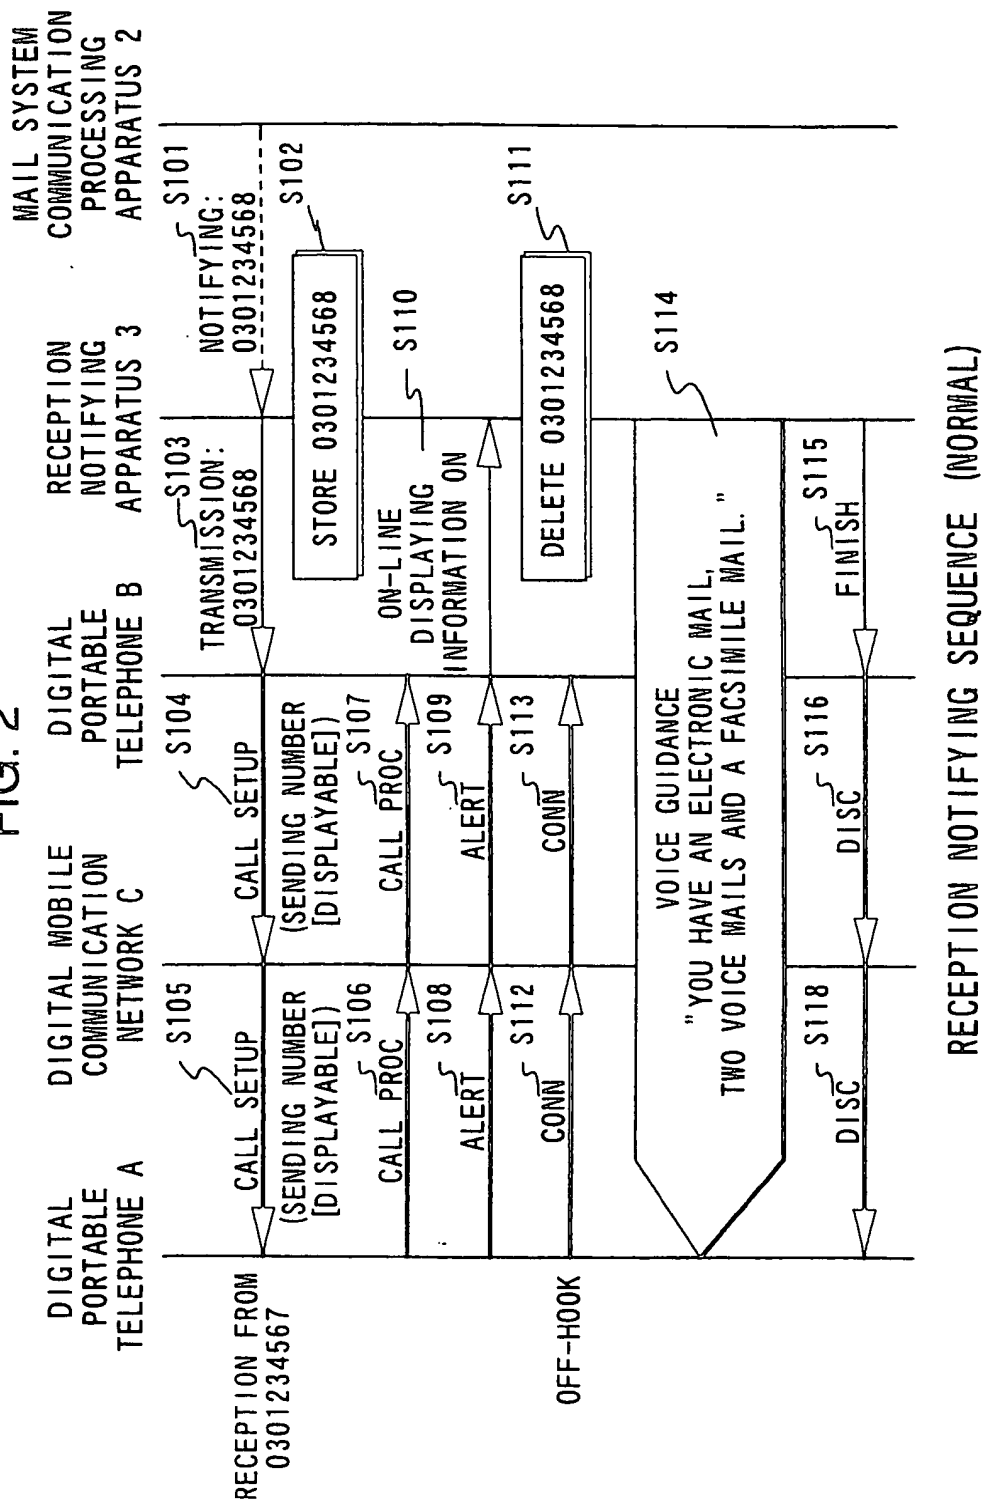 FIG. 2
DIGITAL
PORTABLE
TELEPHONE A
DIGITAL MOBILE
COMMUNICATION
NETWORK C
DIGITAL
PORTABLE
TELEPHONE B
RECEPTION
NOTIFYING
APPARATUS 3
MAIL SYSTEM
COMMUNICATION
PROCESSING
APPARATUS 2
S101
NOTIFYING:
0301234568
S102
STORE 0301234568
S103
TRANSMISSION:
0301234568
S104
CALL SETUP
(SENDING NUMBER
[DISPLAYABLE])
S105
CALL SETUP
(SENDING NUMBER
[DISPLAYABLE])
RECEPTION FROM
0301234567
S106
CALL PROC
S107
CALL PROC
S108
ALERT
S109
ALERT
S110
ON-LINE
DISPLAYING
INFORMATION ON
S111
DELETE 0301234568
OFF-HOOK
S112
CONN
S113
CONN
S114
VOICE GUIDANCE
"YOU HAVE AN ELECTRONIC MAIL,
TWO VOICE MAILS AND A FACSIMILE MAIL."
S115
FINISH
S116
DISC
S118
DISC
RECEPTION NOTIFYING SEQUENCE (NORMAL)